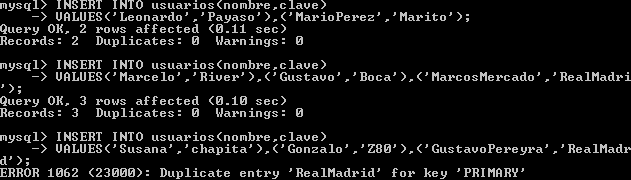 mysql> INSERT INTO usuarios(nombre,clave)
    -> VALUES('Leonardo','Payaso'),('MarioPerez','Marito');
Query OK, 2 rows affected (0.11 sec)
Records: 2  Duplicates: 0  Warnings: 0
mysql> INSERT INTO usuarios(nombre,clave)
    -> VALUES('Marcelo','River'),('Gustavo','Boca'),('MarcosMercado','RealMadri
');
Query OK, 3 rows affected (0.10 sec)
Records: 3  Duplicates: 0  Warnings: 0
mysql> INSERT INTO usuarios(nombre,clave)
    -> VALUES('Susana','chapita'),('Gonzalo','Z80'),('GustavoPereyra','RealMadri
d');
ERROR 1062 (23000): Duplicate entry 'RealMadrid' for key 'PRIMARY'